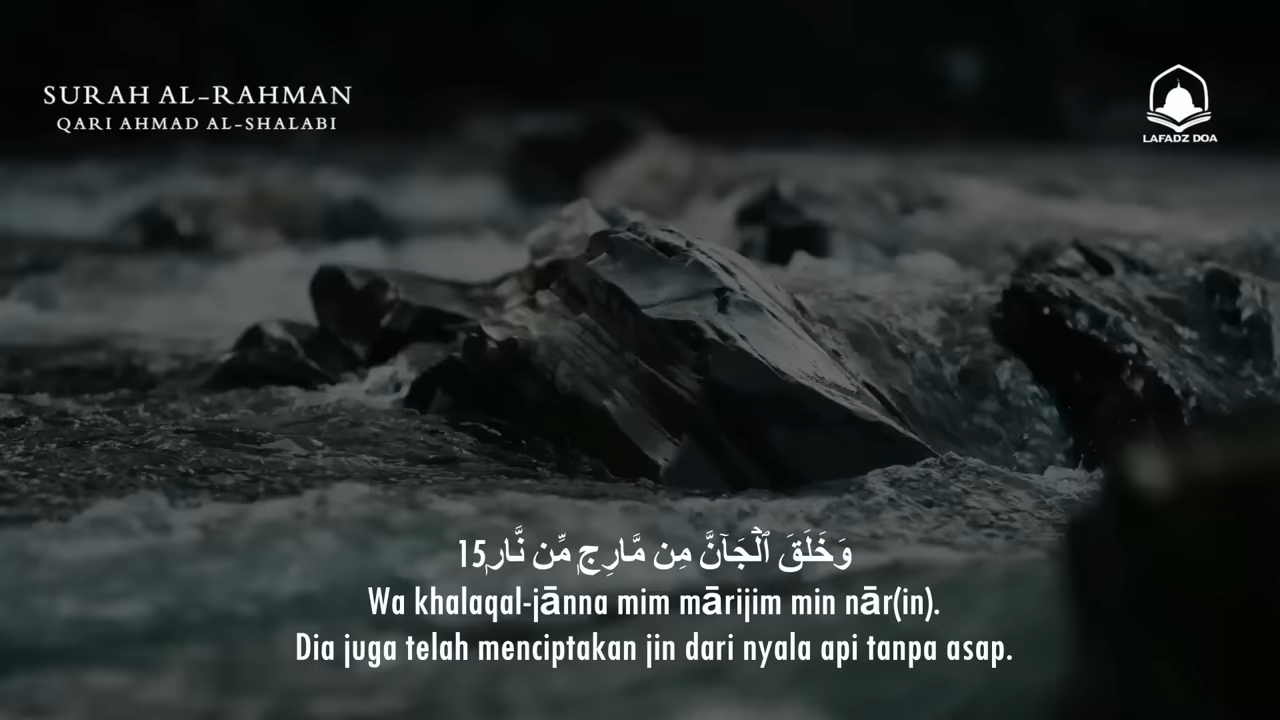 SURAH AL-RAHMAN
QARI AHMAD AL-SHALABI
LAFADZ DOA
وَخَلَقَ ٱلْجَآنَّ مِن مَّارِجٍ مِّن نَّارٍ15
Wa khalaqal-jānna mim mārijim min nār(in).
Dia juga telah menciptakan jin dari nyala api tanpa asap.